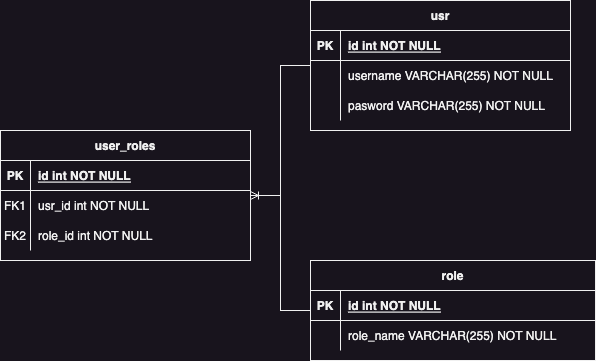 usr
PK id int NOT NULL
username VARCHAR(255) NOT NULL
pasword VARCHAR(255) NOT NULL
user_roles
PK id int NOT NULL
FK1 usr_id int NOT NULL
FK2 role_id int NOT NULL
role
PK id int NOT NULL
role_name VARCHAR(255) NOT NULL